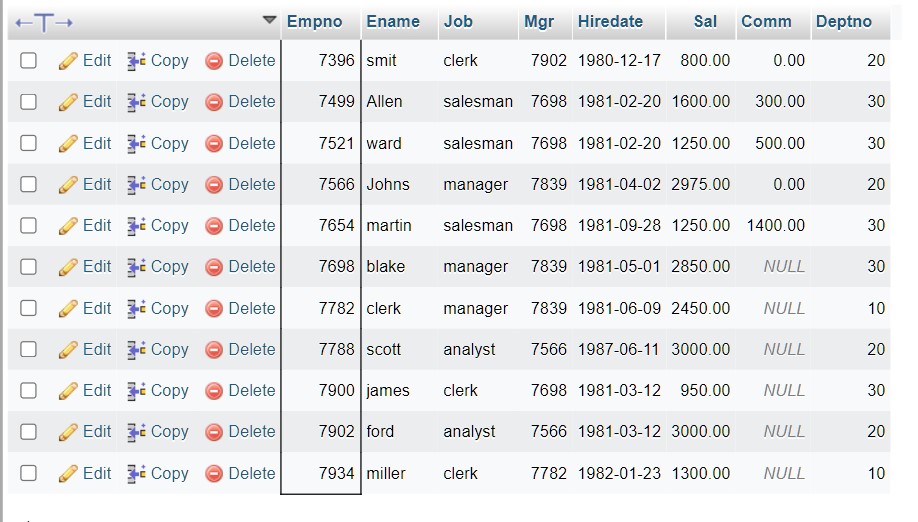 Empno Ename Job Mgr Hiredate Sal Comm Deptno
Edit Copy Delete 7396 smit clerk 7902 1980-12-17 800.00 0.00 20
Edit Copy Delete 7499 Allen salesman 7698 1981-02-20 1600.00 300.00 30
Edit Copy Delete 7521 ward salesman 7698 1981-02-20 1250.00 500.00 30
Edit Copy Delete 7566 Johns manager 7839 1981-04-02 2975.00 0.00 20
Edit Copy Delete 7654 martin salesman 7698 1981-09-28 1250.00 1400.00 30
Edit Copy Delete 7698 blake manager 7839 1981-05-01 2850.00 NULL 30
Edit Copy Delete 7782 clerk manager 7839 1981-06-09 2450.00 NULL 10
Edit Copy Delete 7788 scott analyst 7566 1987-06-11 3000.00 NULL 20
Edit Copy Delete 7900 james clerk 7698 1981-03-12 950.00 NULL 30
Edit Copy Delete 7902 ford analyst 7566 1981-03-12 3000.00 NULL 20
Edit Copy Delete 7934 miller clerk 7782 1982-01-23 1300.00 NULL 10